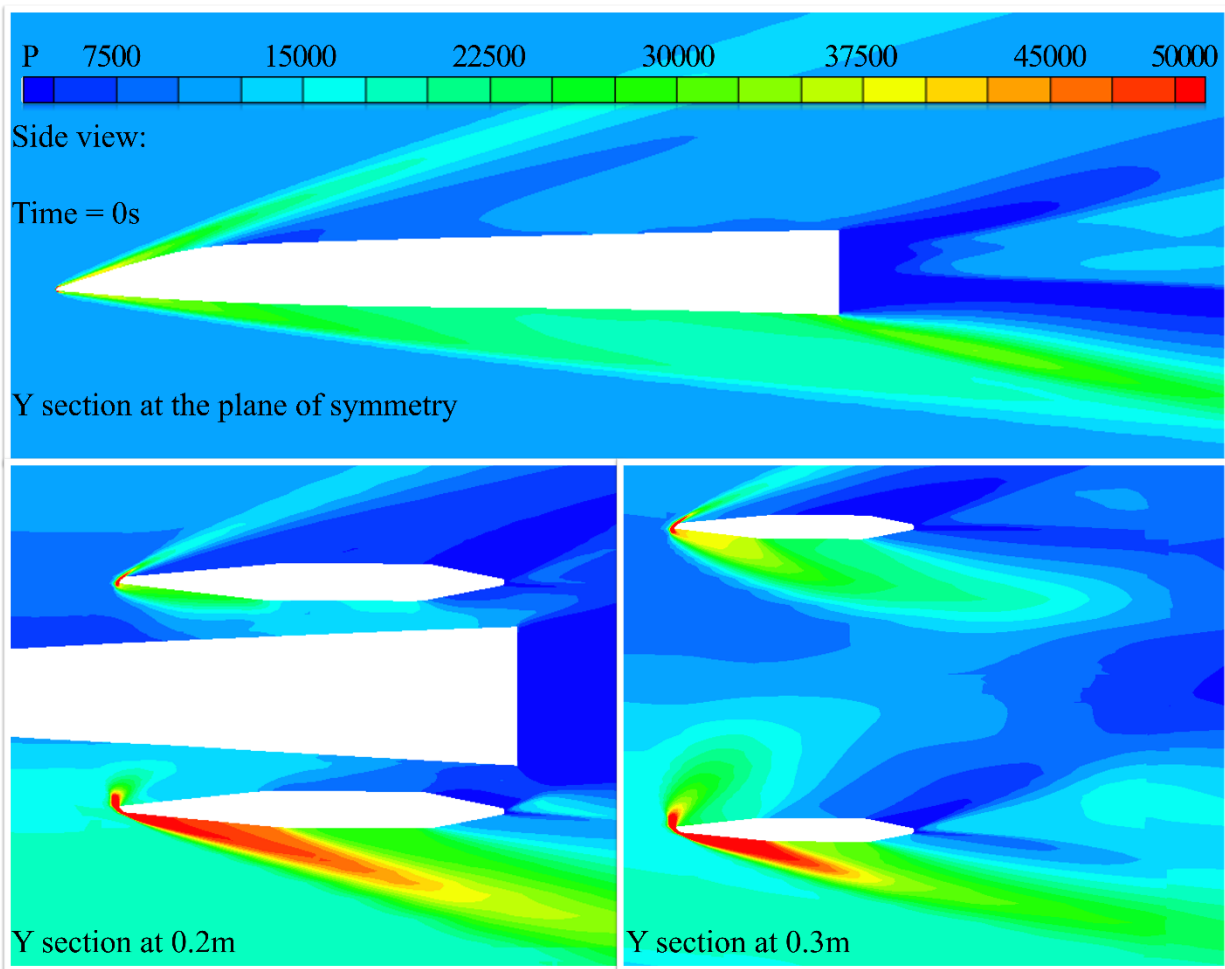 P 7500 15000 22500 30000 37500 45000 50000
Side view:
Time = 0s
Y section at the plane of symmetry
Y section at 0.2m
Y section at 0.3m